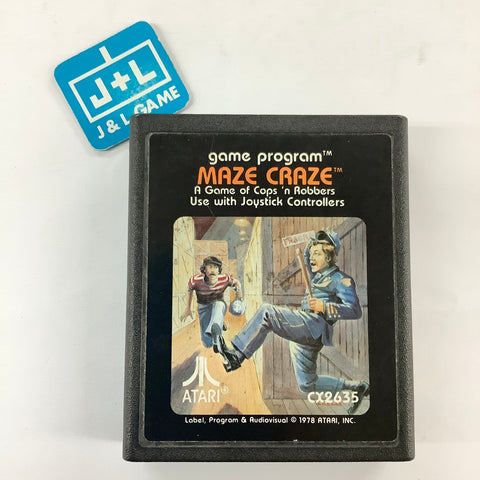 J+L
J & L GAME
game program™
MAZE CRAZE™
A Game of Cops 'n Robbers
Use with Joystick Controllers
ATARI®
CX2635
Label, Program & Audiovisual © 1978 ATARI, INC.